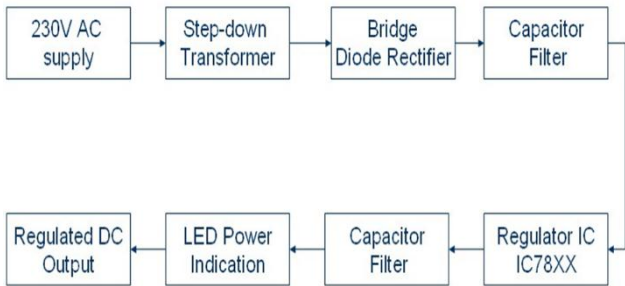 230V AC
supply
Step-down
Transformer
Bridge
Diode Rectifier
Capacitor
Filter
Regulator IC
IC78XX
Capacitor
Filter
LED Power
Indication
Regulated DC
Output